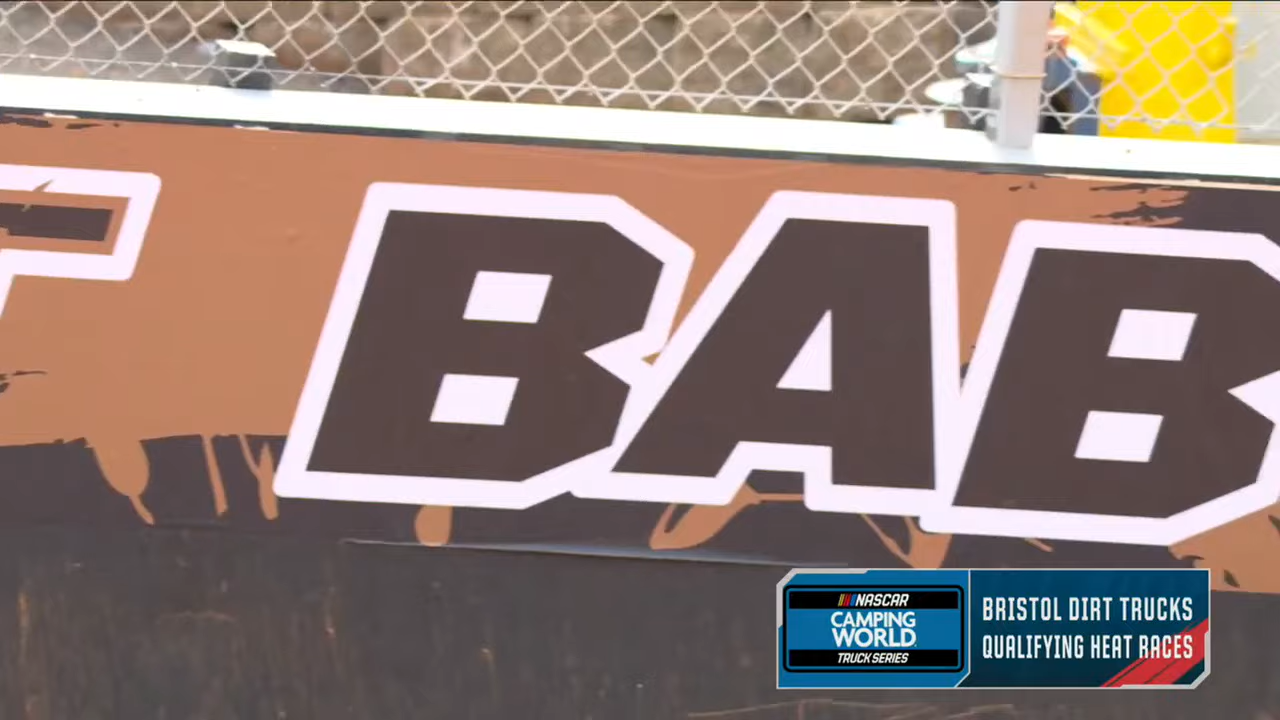 T BAB
NASCAR
CAMPING
WORLD
TRUCK SERIES
BRISTOL DIRT TRUCKS
QUALIFYING HEAT RACES